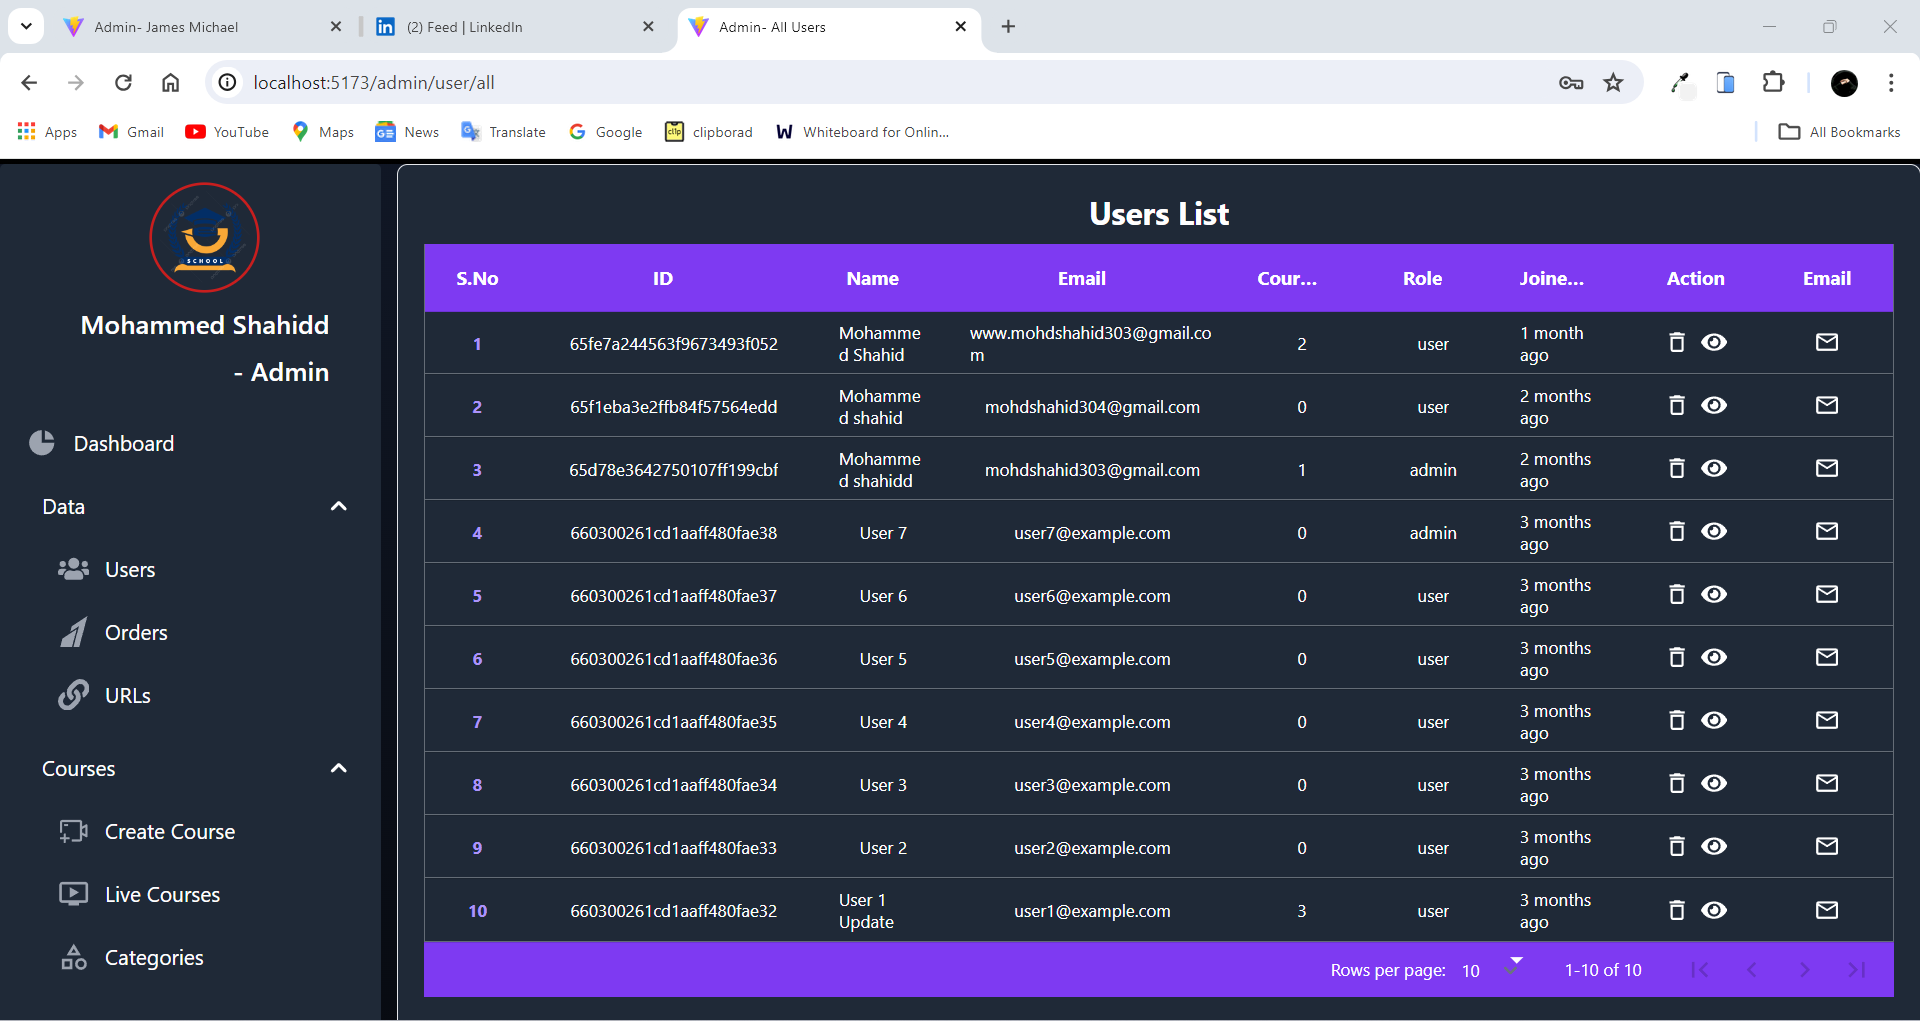 Admin- James Michael
(2) Feed | LinkedIn
Admin- All Users
localhost:5173/admin/user/all
Apps
Gmail
YouTube
Maps
News
Translate
Google
clipborad
Whiteboard for Onlin...
All Bookmarks
SCHOOL
Mohammed Shahidd
- Admin
Dashboard
Data
Users
Orders
URLs
Courses
Create Course
Live Courses
Categories
Users List
S.No ID Name Email Cour... Role Joine... Action Email
1 65fe7a244563f9673493f052 Mohamme
d Shahid www.mohdshahid303@gmail.co
m 2 user 1 month
ago
2 65f1eba3e2ffb84f57564edd Mohamme
d shahid mohdshahid304@gmail.com 0 user 2 months
ago
3 65d78e3642750107ff199cbf Mohamme
d shahidd mohdshahid303@gmail.com 1 admin 2 months
ago
4 660300261cd1aaff480fae38 User 7 user7@example.com 0 admin 3 months
ago
5 660300261cd1aaff480fae37 User 6 user6@example.com 0 user 3 months
ago
6 660300261cd1aaff480fae36 User 5 user5@example.com 0 user 3 months
ago
7 660300261cd1aaff480fae35 User 4 user4@example.com 0 user 3 months
ago
8 660300261cd1aaff480fae34 User 3 user3@example.com 0 user 3 months
ago
9 660300261cd1aaff480fae33 User 2 user2@example.com 0 user 3 months
ago
10 660300261cd1aaff480fae32 User 1
Update user1@example.com 3 user 3 months
ago
Rows per page: 10 1-10 of 10